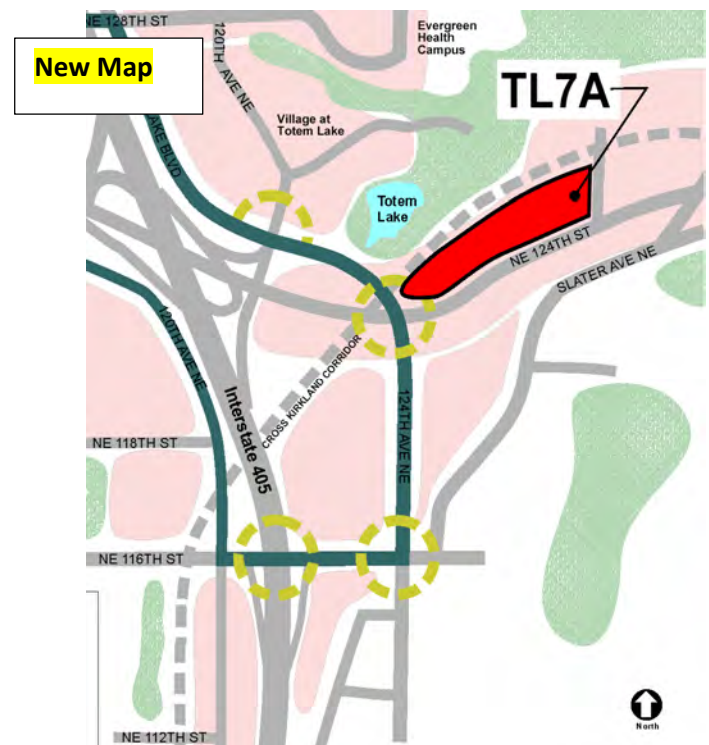 NE 128TH ST
New Map
120TH AVE NE
Evergreen
Health
Campus
TL7A
LAKE BLVD
Village at
Totem Lake
Totem
Lake
NE 124TH ST
SLATER AVE NE
120TH AVE NE
CROSS KIRKLAND CORRIDOR
Interstate 405
124TH AVE NE
NE 118TH ST
NE 116TH ST
NE 112TH ST
North